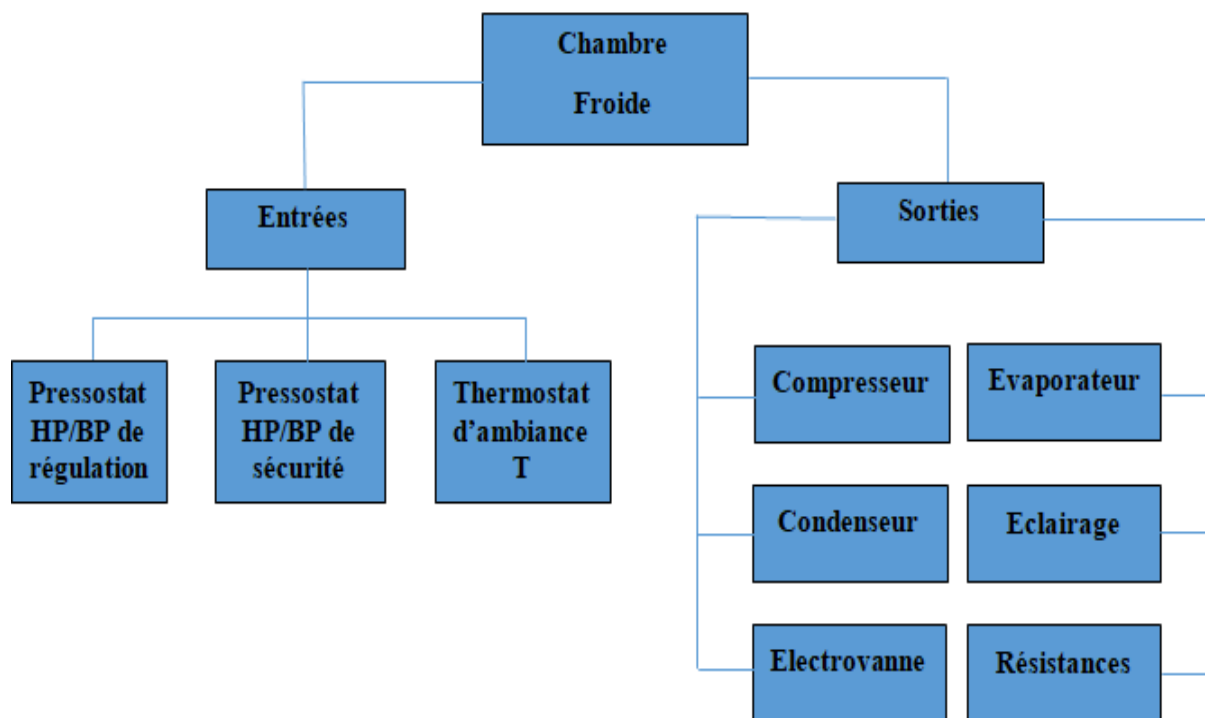 Chambre
Froide
Entrées
Sorties
Pressostat
HP/BP de
régulation
Pressostat
HP/BP de
sécurité
Thermostat
d’ambiance
T
Compresseur
Evaporateur
Condenseur
Eclairage
Electrovanne
Résistances